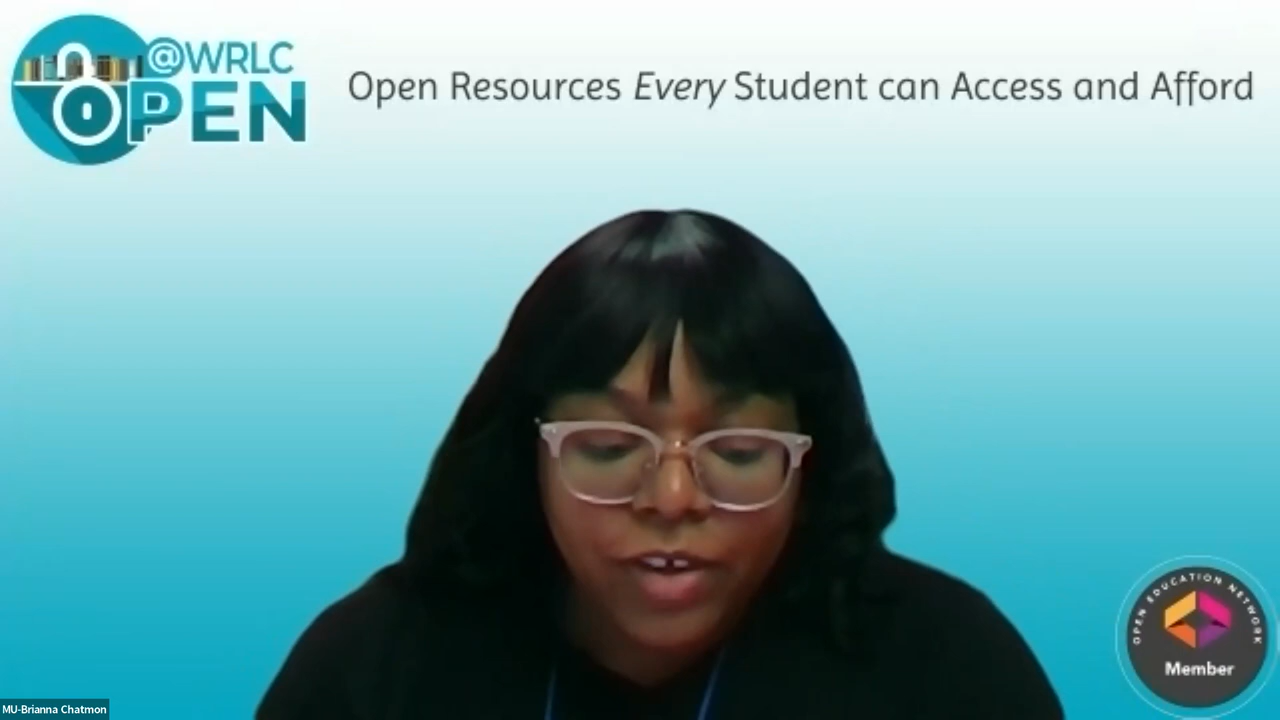 @WRLC
OPEN
Open Resources Every Student can Access and Afford
OPEN EDUCATION NETWORK
Member
MU-Brianna Chatmon